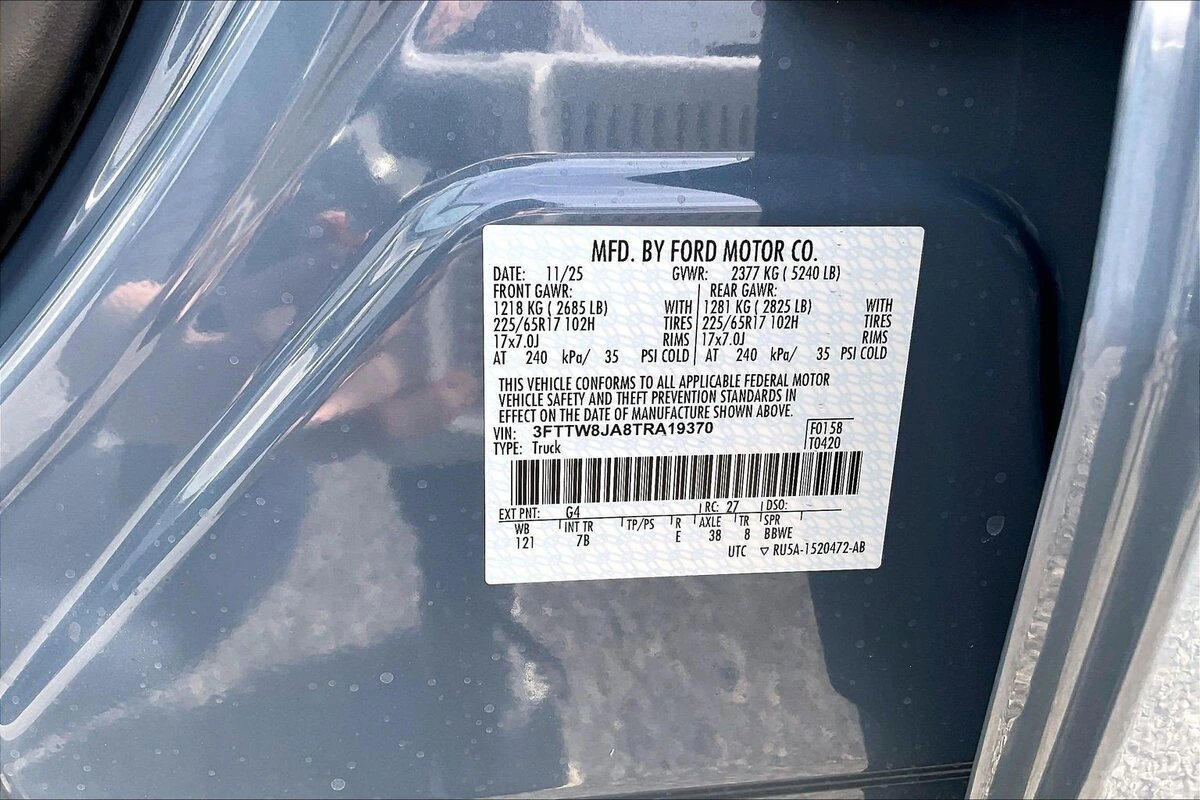 MFD. BY FORD MOTOR CO.
DATE: 11/25 GVWR: 2377 KG ( 5240 LB)
FRONT GAWR: REAR GAWR:
1218 KG ( 2685 LB) WITH 1281 KG ( 2825 LB) WITH
225/65R17 102H TIRES 225/65R17 102H TIRES
17x7.0J RIMS 17x7.0J RIMS
AT 240 kPa/ 35 PSI COLD AT 240 kPa/ 35 PSI COLD
THIS VEHICLE CONFORMS TO ALL APPLICABLE FEDERAL MOTOR
VEHICLE SAFETY AND THEFT PREVENTION STANDARDS IN
EFFECT ON THE DATE OF MANUFACTURE SHOWN ABOVE.
VIN: 3FTTW8JA8TRA19370 F0158
TYPE: Truck T0420
EXT PNT: G4 RC: 27 DSO:
WB INT TR TP/PS R AXLE TR SPR
121 7B E 38 8 BBWE
UTC ▽ RU5A-1520472-AB